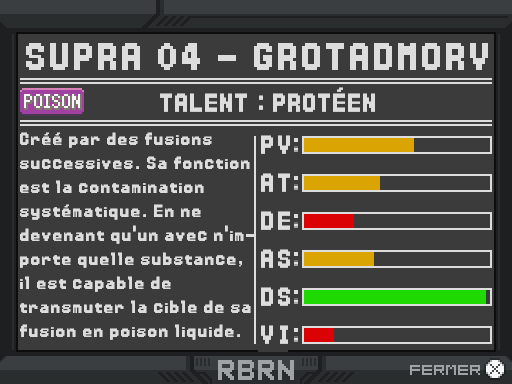 SUPRA 04 - GROTADMORV
POISON
TALENT : PROTÉEN
Créé par des fusions
successives. Sa fonction
est la contamination
systématique. En ne
devenant qu'un avec n'im-
porte quelle substance,
il est capable de
transmuter la cible de sa
fusion en poison liquide.
PV:
AT:
DE:
AS:
DS:
VI:
RBRN
FERMER